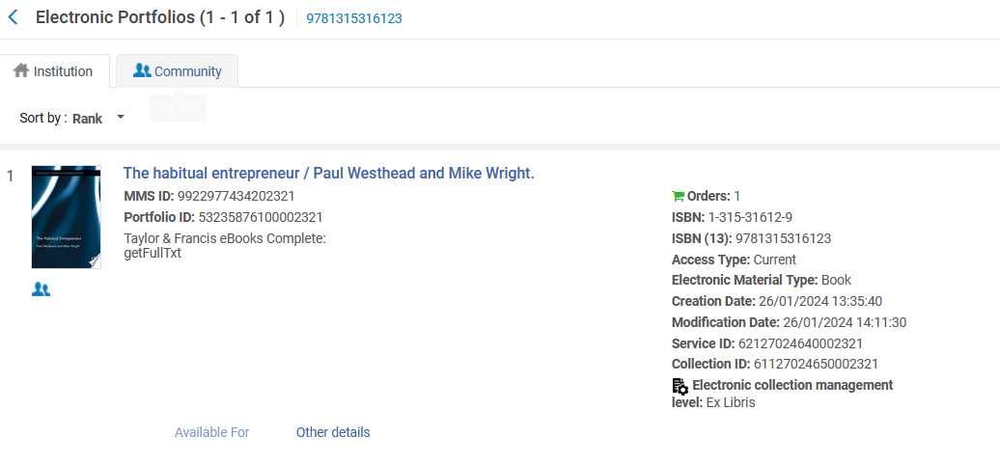 Electronic Portfolios (1 - 1 of 1 ) 9781315316123
Institution Community
Alt + 2
Sort by : Rank
1 The habitual entrepreneur / Paul Westhead and Mike Wright.
MMS ID: 9922977434202321
Portfolio ID: 53235876100002321
Taylor & Francis eBooks Complete:
getFullTxt
The Habitual Entrepreneur
Paul Westhead and Mike Wright
Orders: 1
ISBN: 1-315-31612-9
ISBN (13): 9781315316123
Access Type: Current
Electronic Material Type: Book
Creation Date: 26/01/2024 13:35:40
Modification Date: 26/01/2024 14:11:30
Service ID: 62127024640002321
Collection ID: 61127024650002321
Electronic collection management
level: Ex Libris
Available For Other details